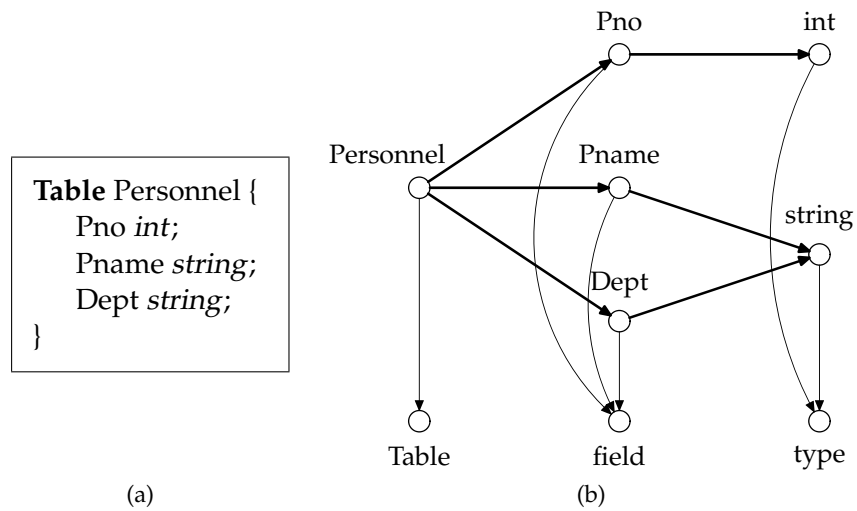 Table Personnel {
Pno int;
Pname string;
Dept string;
}
(a)
Pno
int
Personnel
Pname
string
Dept
Table
field
type
(b)